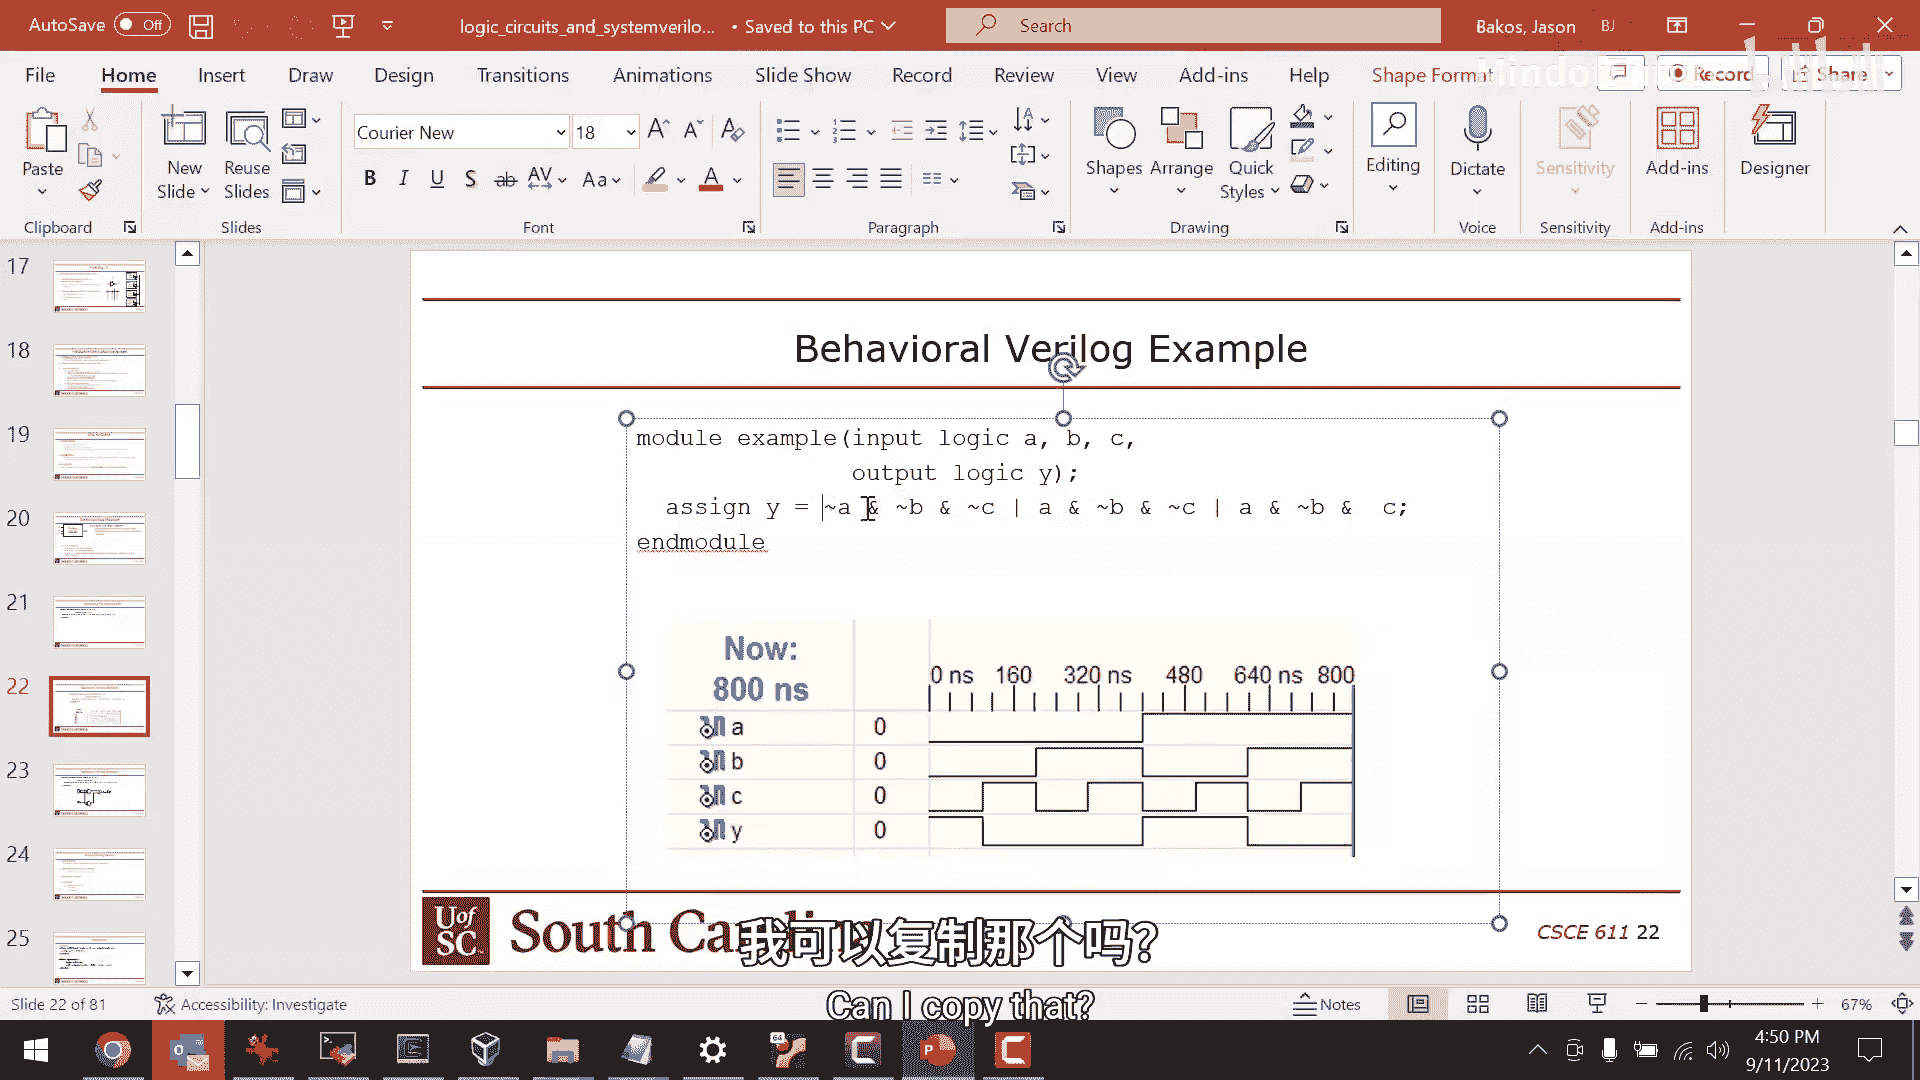 AutoSave Off logic_circuits_and_systemverilo... • Saved to this PC Search Bakos, Jason BJ
File Home Insert Draw Design Transitions Animations Slide Show Record Review View Add-ins Help Shape Format Record Share
Paste New Slide Reuse Slides Courier New 18 Shapes Arrange Quick Styles Editing Dictate Sensitivity Add-ins Designer
Clipboard Slides Font Paragraph Drawing Voice Sensitivity Add-ins
17
18
19
20
21
22
23
24
25
Behavioral Verilog Example
module example(input logic a, b, c,
output logic y);
assign y = ~a & ~b & ~c | a & ~b & ~c | a & ~b & c;
endmodule
Now:
800 ns
0 ns 160 320 ns 480 640 ns 800
a 0
b 0
c 0
y 0
UofSC
CSCE 611 22
我可以复制那个吗?
Can I copy that?
Slide 22 of 81 Accessibility: Investigate Notes 67%
4:50 PM
9/11/2023